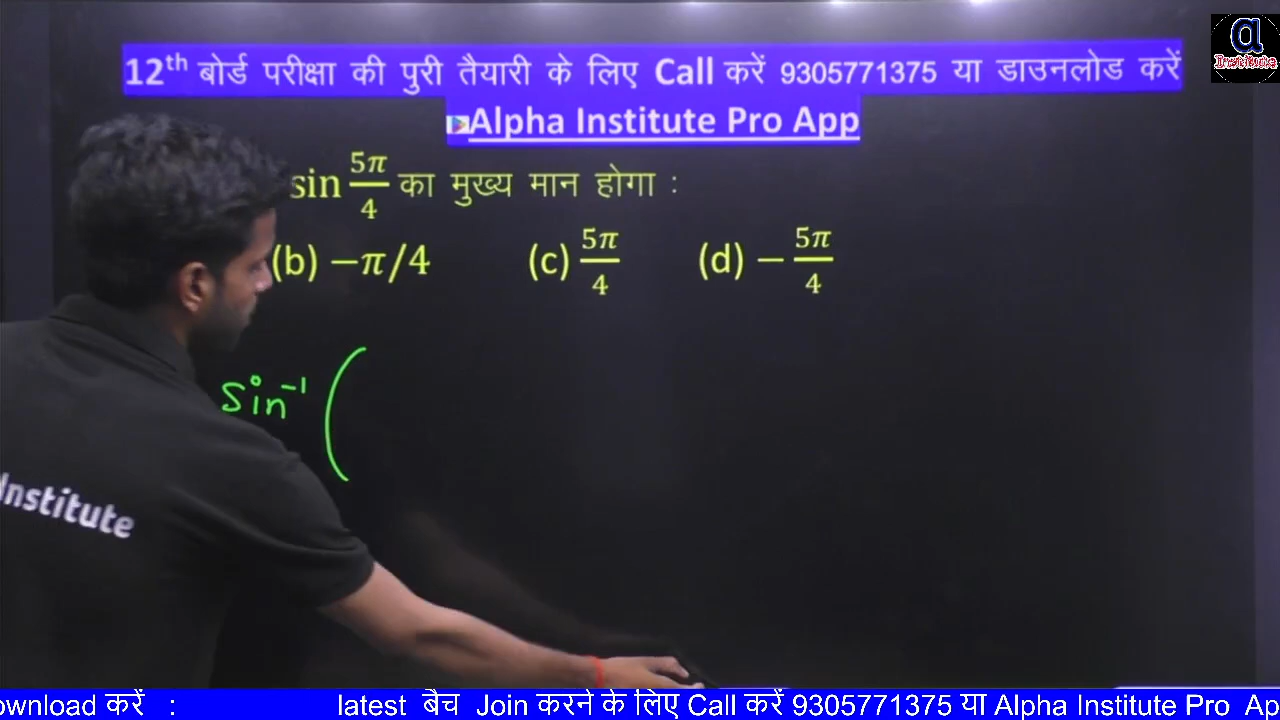 α
Institute
12th बोर्ड परीक्षा की पुरी तैयारी के लिए Call करें 9305771375 या डाउनलोड करें
Alpha Institute Pro App
sin 5π/4 का मुख्य मान होगा :
(b) −π/4 (c) 5π/4 (d) − 5π/4
sin⁻¹ (
Institute
ownload करें : latest बैच Join करने के लिए Call करें 9305771375 या Alpha Institute Pro Ap